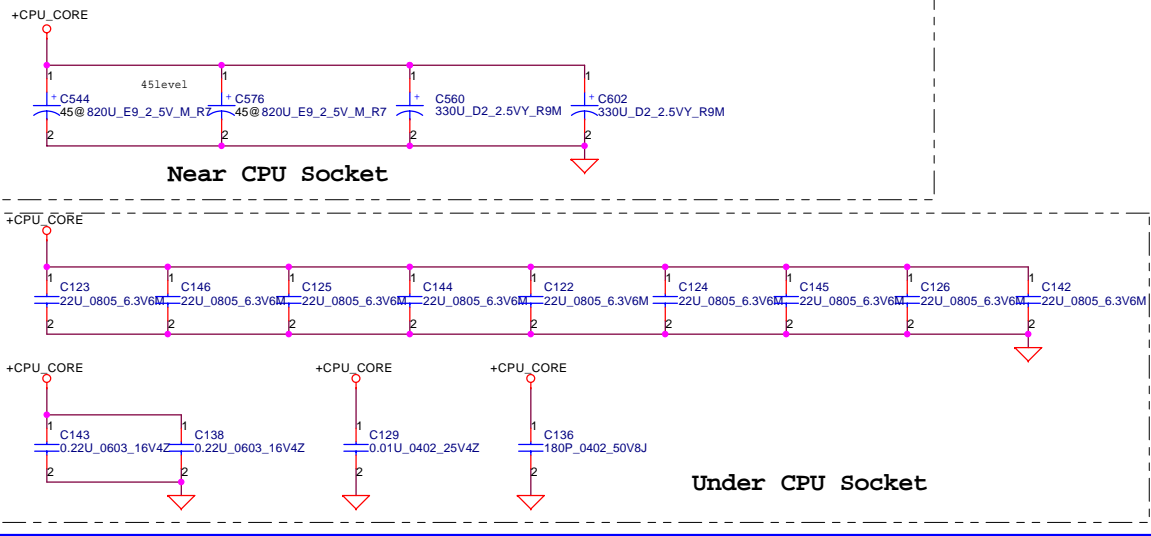 +CPU_CORE
1 1 1 1
45level
+ C544 + C576 + C560 + C602
45@820U_E9_2_5V_M_R7 45@820U_E9_2_5V_M_R7 330U_D2_2.5VY_R9M 330U_D2_2.5VY_R9M
2 2 2 2
Near CPU Socket
+CPU_CORE
1 1 1 1 1 1 1 1 1
C123 C146 C125 C144 C122 C124 C145 C126 C142
22U_0805_6.3V6M 22U_0805_6.3V6M 22U_0805_6.3V6M 22U_0805_6.3V6M 22U_0805_6.3V6M 22U_0805_6.3V6M 22U_0805_6.3V6M 22U_0805_6.3V6M 22U_0805_6.3V6M
2 2 2 2 2 2 2 2 2
+CPU_CORE +CPU_CORE +CPU_CORE
1 1 1 1
C143 C138 C129 C136
0.22U_0603_16V4Z 0.22U_0603_16V4Z 0.01U_0402_25V4Z 180P_0402_50V8J
2 2 2 2
Under CPU Socket